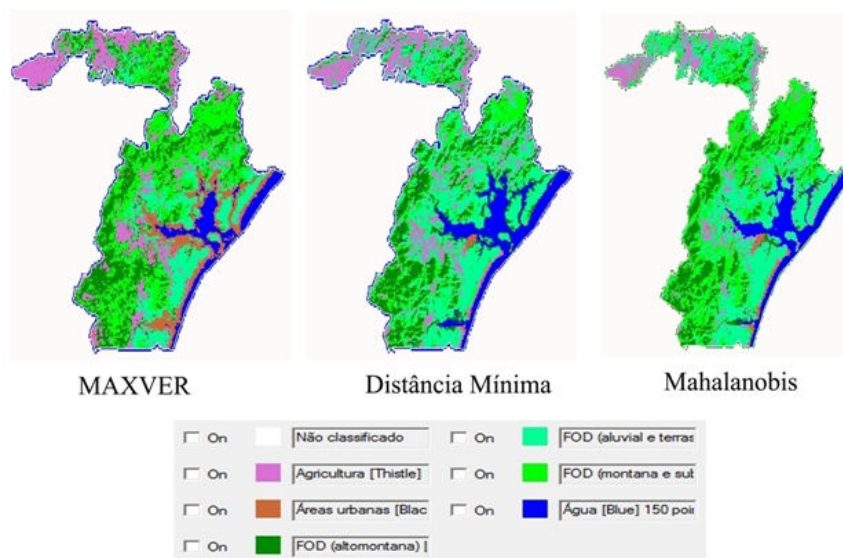 MAXVER Distância Mínima Mahalanobis
On Não classificado On FOD (aluvial e terras
On Agricultura [Thistle] On FOD (montana e sub
On Áreas urbanas [Blac On Água [Blue] 150 poin
On FOD (altomontana) [